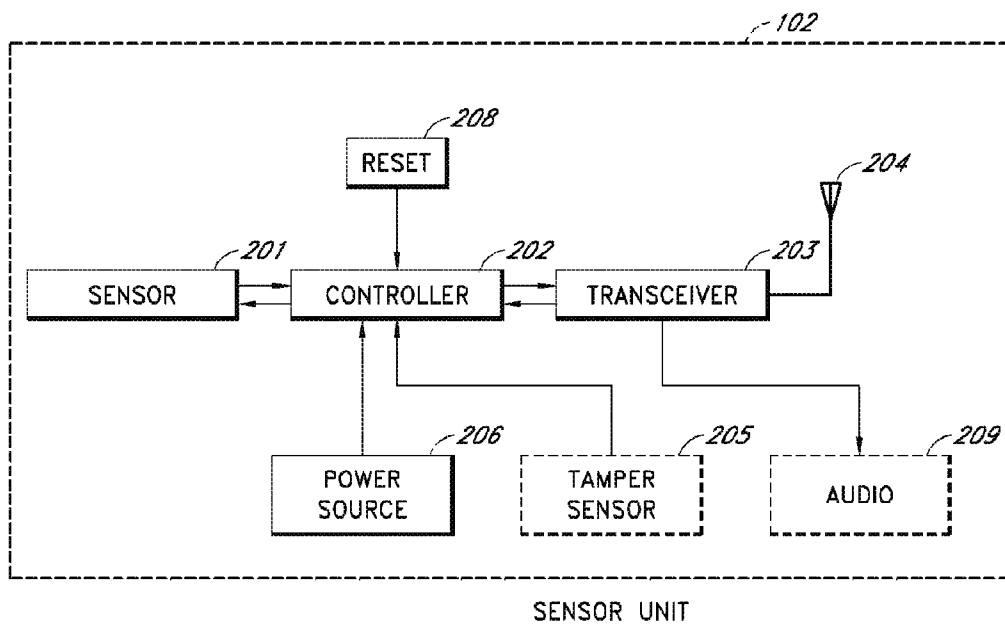 102
208
RESET
204
201
202
203
SENSOR
CONTROLLER
TRANSCEIVER
206
205
209
POWER
SOURCE
TAMPER
SENSOR
AUDIO
SENSOR UNIT